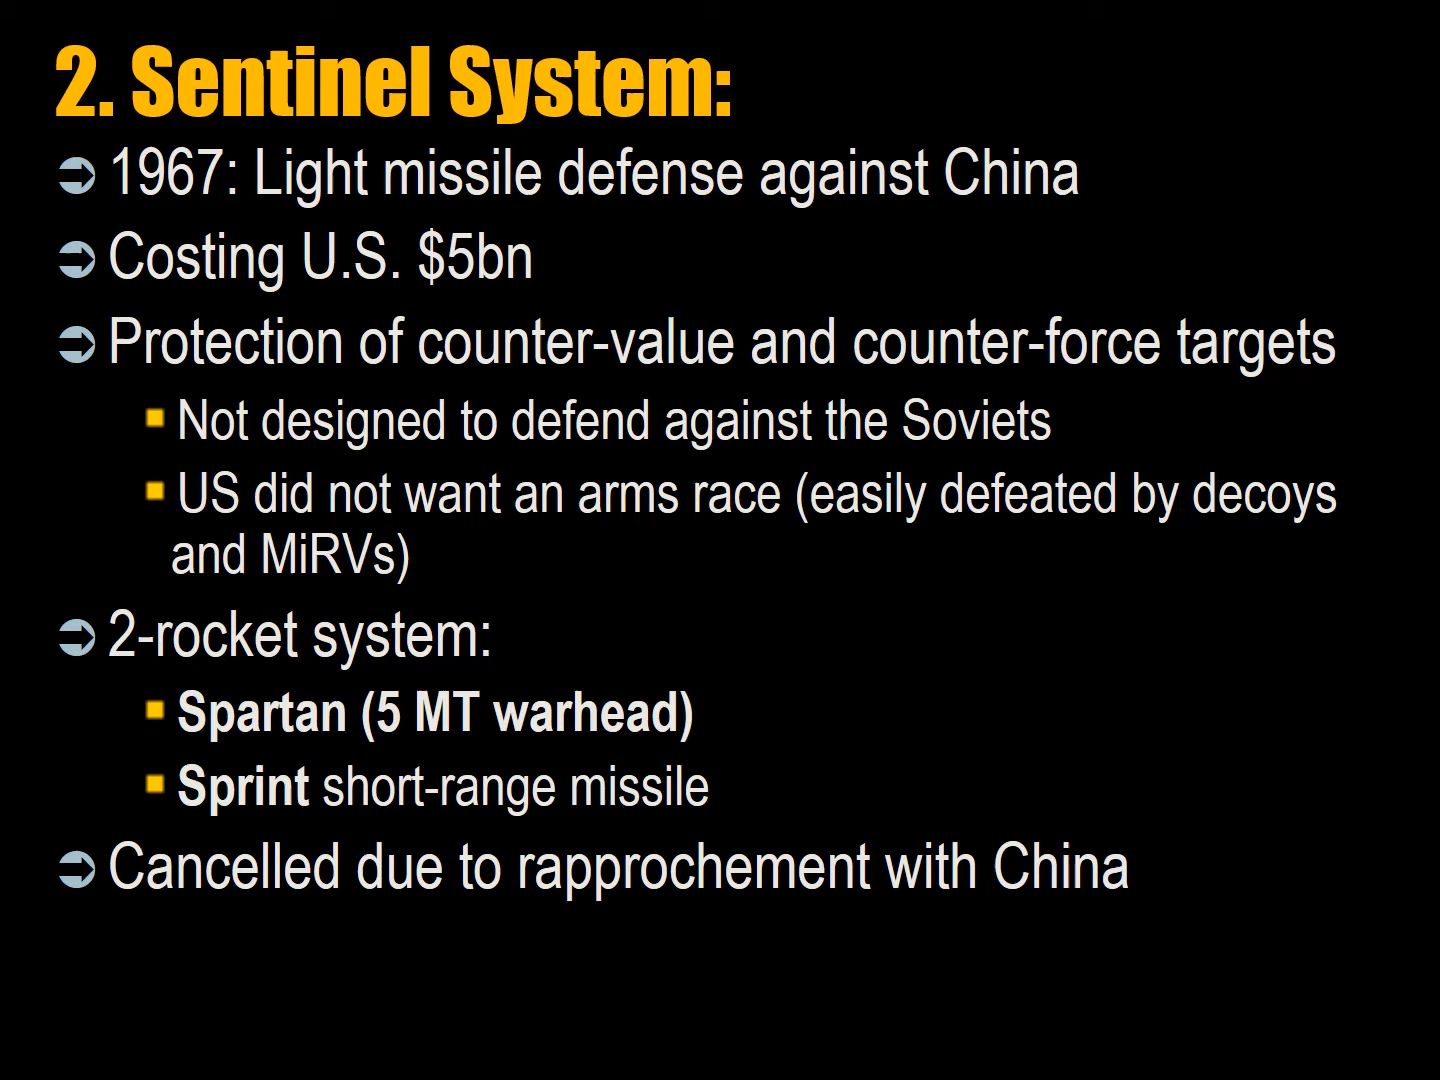 2. Sentinel System:
➲ 1967: Light missile defense against China
➲ Costing U.S. $5bn
➲ Protection of counter-value and counter-force targets
▪ Not designed to defend against the Soviets
▪ US did not want an arms race (easily defeated by decoys
and MiRVs)
➲ 2-rocket system:
▪ Spartan (5 MT warhead)
▪ Sprint short-range missile
➲ Cancelled due to rapprochement with China